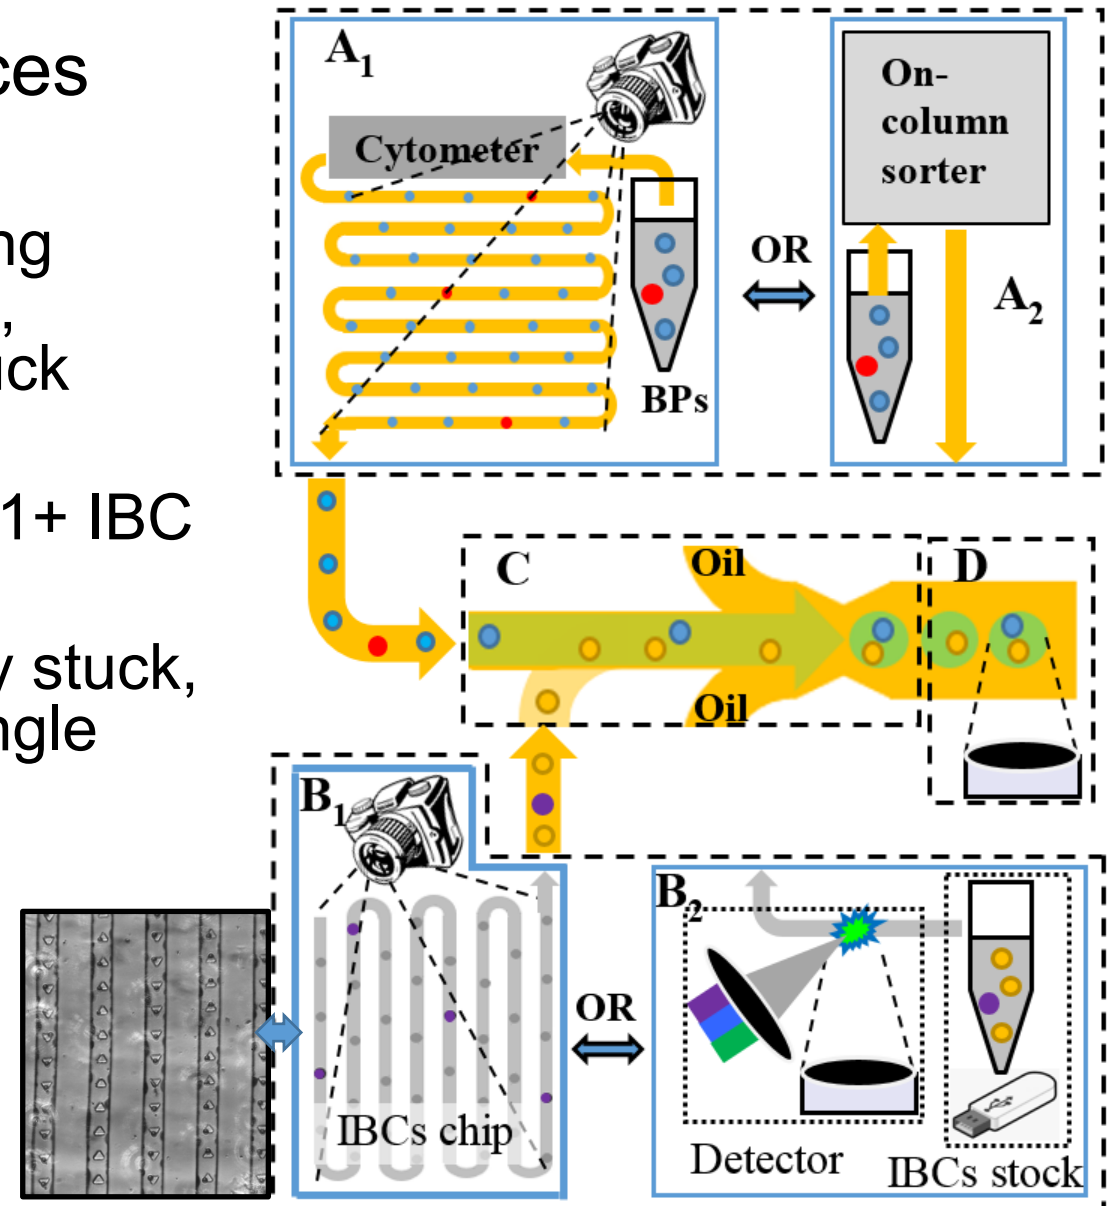 ces
ng
,
uck
1+ IBC
y stuck,
ngle
A1
Cytometer
BPs
OR
On-
column
sorter
A2
C
Oil
Oil
D
B1
IBCs chip
OR
B2
Detector
IBCs stock